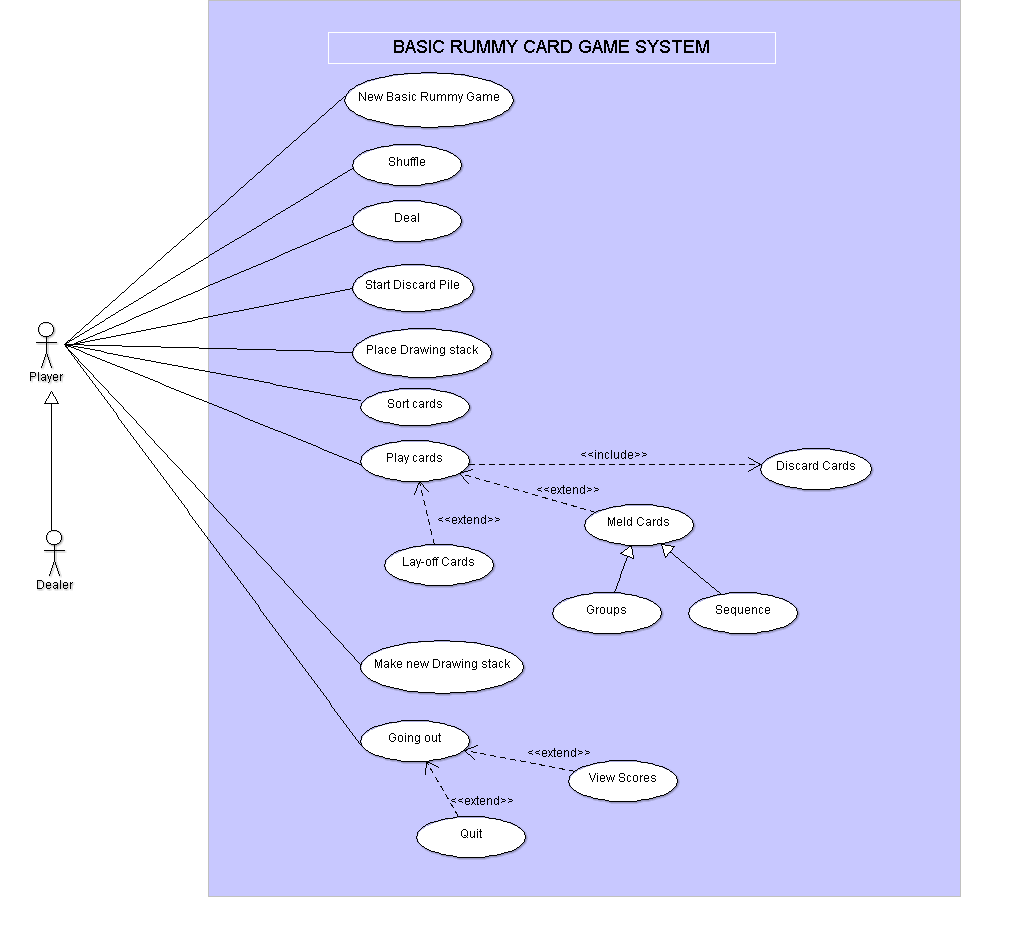 BASIC RUMMY CARD GAME SYSTEM
New Basic Rummy Game
Shuffle
Deal
Start Discard Pile
Place Drawing stack
Player
Sort cards
Play cards
<<include>>
Discard Cards
<<extend>>
<<extend>>
Meld Cards
Lay-off Cards
Dealer
Groups
Sequence
Make new Drawing stack
Going out
<<extend>>
View Scores
<<extend>>
Quit